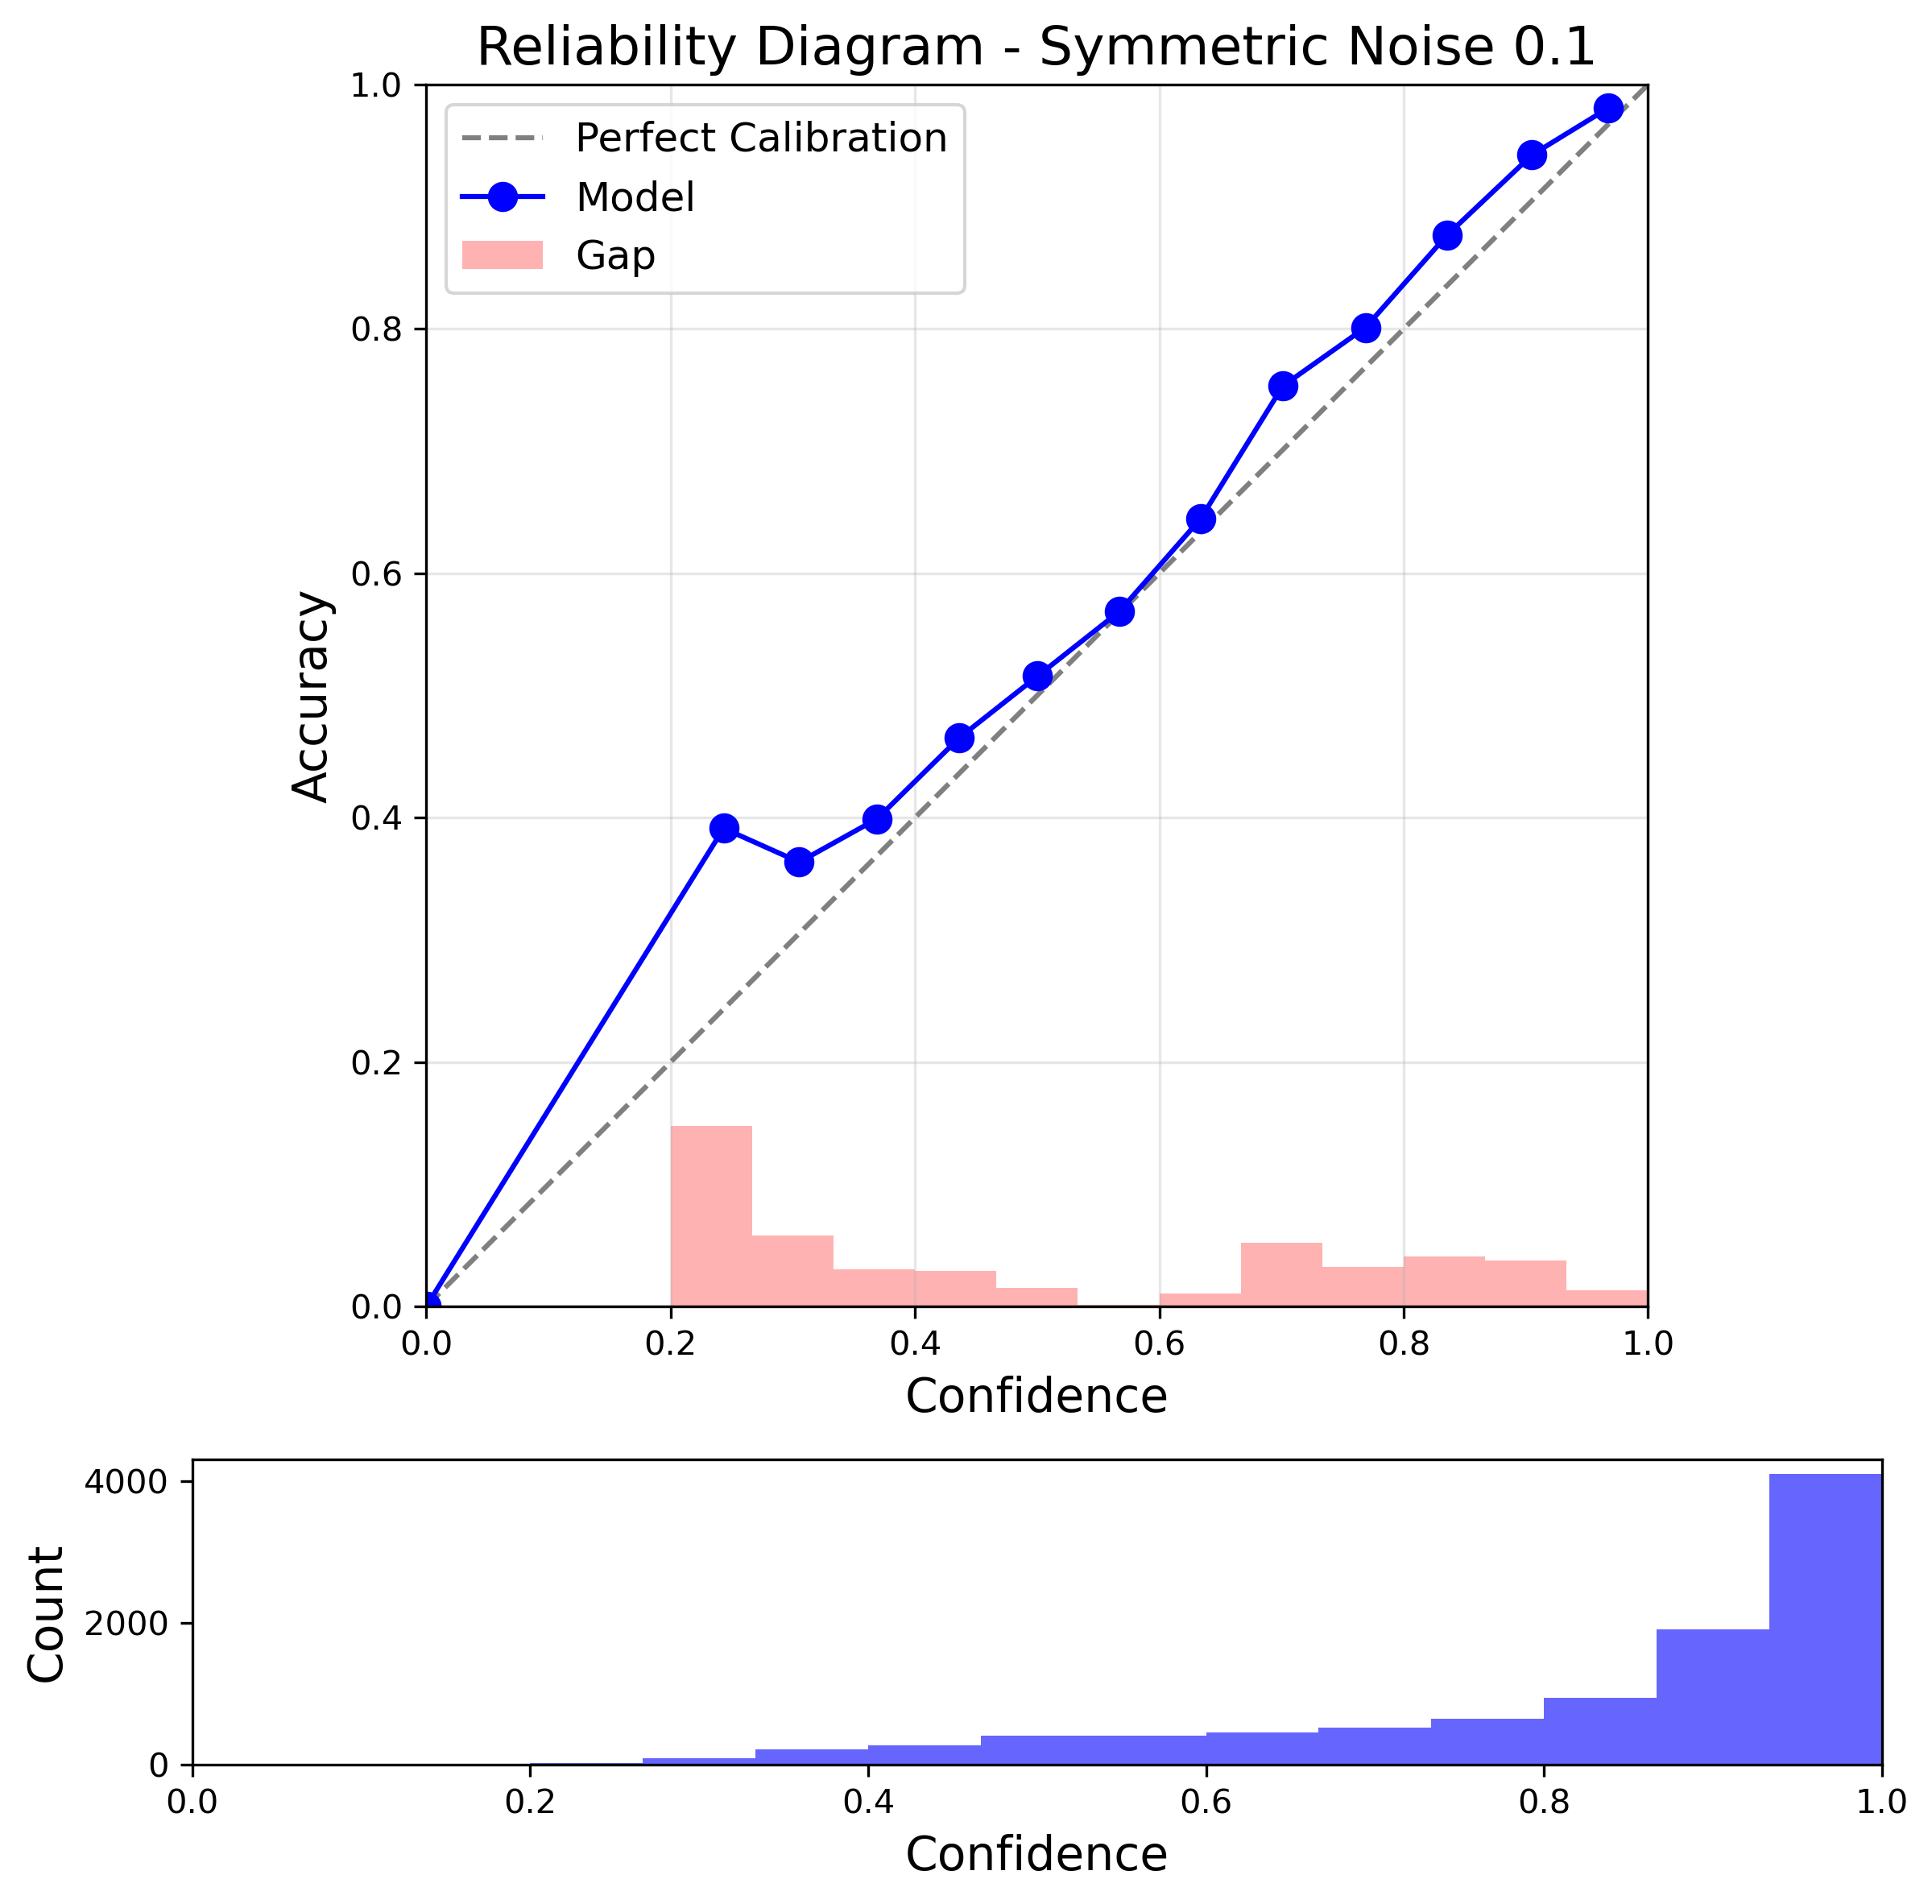 Reliability Diagram - Symmetric Noise 0.1
1.0
0.8
0.6
0.4
0.2
0.0
Accuracy
Perfect Calibration
Model
Gap
0.0 0.2 0.4 0.6 0.8 1.0
Confidence
4000
2000
0
Count
0.0 0.2 0.4 0.6 0.8 1.0
Confidence